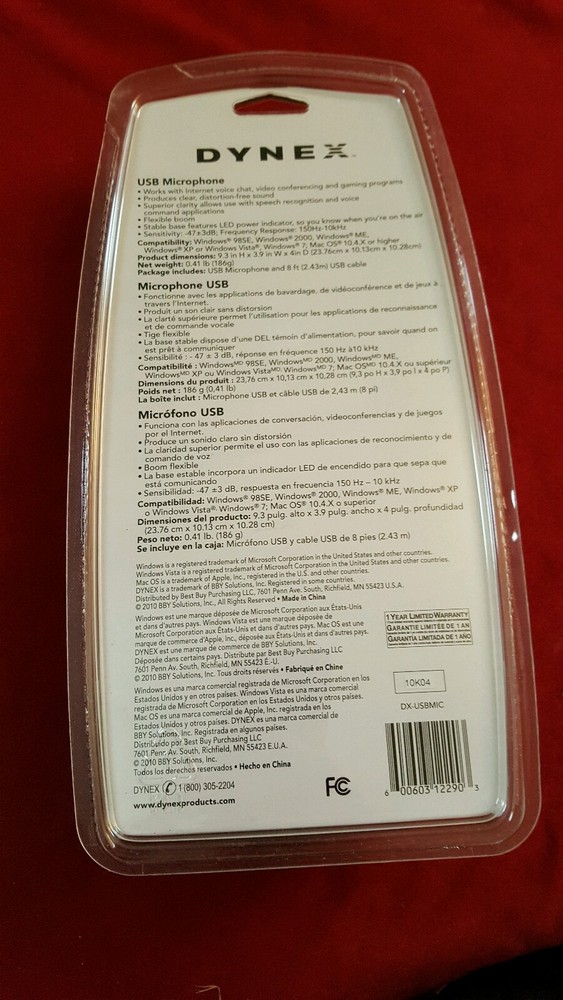 DYNEX
USB Microphone
• Works with Internet voice chat, video conferencing and gaming programs
• Produces clear, distortion-free sound
• Superior clarity allows use with speech recognition and voice
command applications
• Flexible boom
• Stable base features LED power indicator, so you know when you're on the air
• Sensitivity: -47±3dB; Frequency Response: 150Hz-10kHz
Compatibility: Windows® 98SE, Windows® 2000, Windows® ME,
Windows® XP or Windows Vista®, Windows® 7; Mac OS® 10.4.X or higher
Product dimensions: 9.3 in H x 3.9 in W x 4in D (23.76cm x 10.13cm x 10.28cm)
Net weight: 0.41 lb (186g)
Package includes: USB Microphone and 8 ft (2.43m) USB cable
Microphone USB
• Fonctionne avec les applications de bavardage, de vidéoconférence et de jeux à
travers l'Internet.
• Produit un son clair sans distorsion
• La clarté supérieure permet l'utilisation pour les applications de reconnaissance
et de commande vocale
• Tige flexible
• La base stable dispose d'une DEL témoin d'alimentation, pour savoir quand on
est prêt à communiquer
• Sensibilité : - 47 ± 3 dB, réponse en fréquence 150 Hz à10 kHz
Compatibilité : Windows MD 98SE, Windows MD 2000, Windows MD ME,
Windows MD XP ou Windows Vista MD, Windows MD 7; Mac OS MD 10.4.X ou supérieur
Dimensions du produit : 23,76 cm x 10,13 cm x 10,28 cm (9,3 po H x 3,9 po l x 4 po P)
Poids net : 186 g (0,41 lb)
La boîte inclut : Microphone USB et câble USB de 2,43 m (8 pi)
Micrófono USB
• Funciona con las aplicaciones de conversación, videoconferencias y de juegos
por el Internet.
• Produce un sonido claro sin distorsión
• La claridad superior permite el uso con las aplicaciones de reconocimiento y de
comando de voz
• Boom flexible
• La base estable incorpora un indicador LED de encendido para que sepa que
está comunicando
• Sensibilidad: -47 ±3 dB, respuesta en frecuencia 150 Hz – 10 kHz
Compatibilidad: Windows® 98SE, Windows® 2000, Windows® ME, Windows® XP
o Windows Vista®, Windows® 7; Mac OS® 10.4.X o superior
Dimensiones del producto: 9.3 pulg. alto x 3.9 pulg. ancho x 4 pulg. profundidad
(23.76 cm x 10.13 cm x 10.28 cm)
Peso neto: 0.41 lb. (186 g)
Se incluye en la caja: Micrófono USB y cable USB de 8 pies (2.43 m)
Windows is a registered trademark of Microsoft Corporation in the United States and other countries.
Windows Vista is a registered trademark of Microsoft Corporation in the United States and other countries.
Mac OS is a trademark of Apple, Inc., registered in the U.S. and other countries.
DYNEX is a trademark of BBY Solutions, Inc. Registered in some countries.
Distributed by Best Buy Purchasing LLC, 7601 Penn Ave. South, Richfield, MN 55423 U.S.A.
© 2010 BBY Solutions, Inc., All Rights Reserved • Made in China
Windows est une marque déposée de Microsoft Corporation aux États-Unis
et dans d'autres pays. Windows Vista est une marque déposée de
Microsoft Corporation aux États-Unis et dans d'autres pays. Mac OS est une
marque de commerce d'Apple, Inc., déposée aux États-Unis et dans d'autres pays.
DYNEX est une marque de commerce de BBY Solutions, Inc.
Déposée dans certains pays. Distribute par Best Buy Purchasing LLC
7601 Penn Av. South, Richfield, MN 55423 E.-U.
© 2010 BBY Solutions, Inc. Tous droits réservés • Fabriqué en Chine
Windows es una marca registrada de Microsoft Corporation en los
Estados Unidos y en otros países. Windows Vista es una marca
registrada de Microsoft Corporation en los Estados Unidos y otros países.
Mac OS es una marca comercial de Apple, Inc. registrada en los
Estados Unidos y otros países. DYNEX es una marca comercial de
BBY Solutions, Inc. Registrada en algunos países.
Distribuido por Best Buy Purchasing LLC
7601 Penn Av. South, Richfield, MN 55423 E.U.A.
© 2010 BBY Solutions, Inc.
Todos los derechos reservados • Hecho en China
DYNEX 1 (800) 305-2204
www.dynexproducts.com
FC
1 YEAR LIMITED WARRANTY
GARANTIE LIMITÉE DE 1 AN
GARANTÍA LIMITADA DE 1 AÑO
10K04
DX-USBMIC
6 00603 12290 3